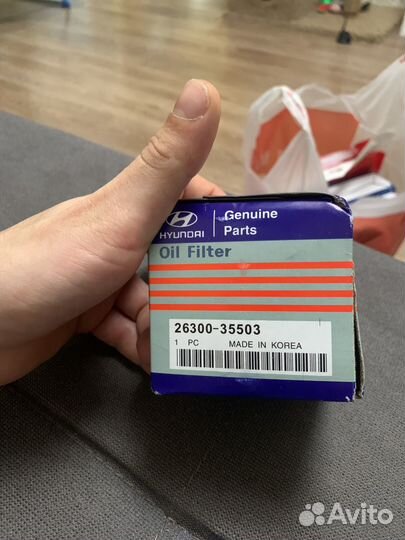 Genuine
HYUNDAI Parts
Oil Filter
26300-35503
1 PC MADE IN KOREA
Avito